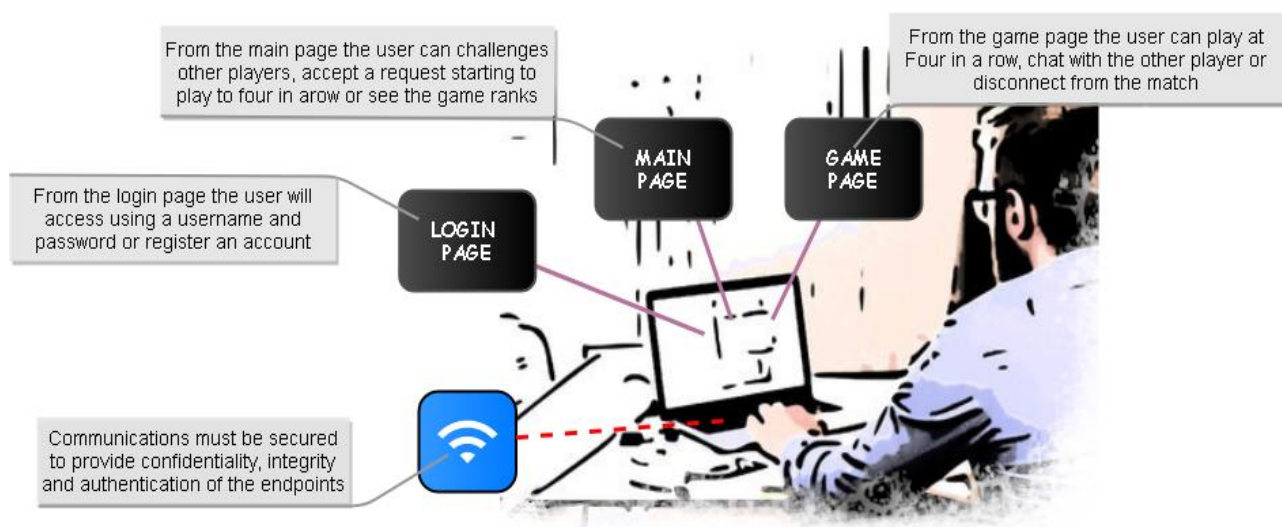 From the main page the user can challenges
other players, accept a request starting to
play to four in arow or see the game ranks
From the game page the user can play at
Four in a row, chat with the other player or
disconnect from the match
MAIN
PAGE
GAME
PAGE
From the login page the user will
access using a username and
password or register an account
LOGIN
PAGE
Communications must be secured
to provide confidentiality, integrity
and authentication of the endpoints